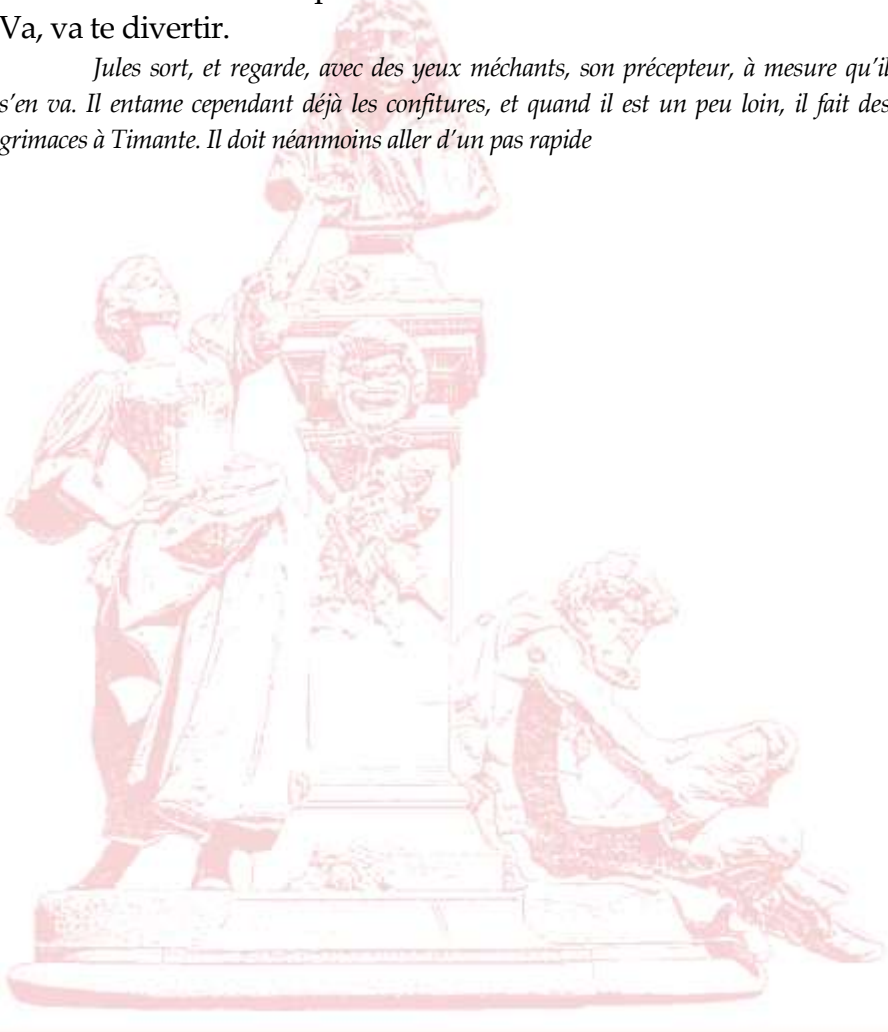 Va, va te divertir.
Jules sort, et regarde, avec des yeux méchants, son précepteur, à mesure qu’il
s’en va. Il entame cependant déjà les confitures, et quand il est un peu loin, il fait des
grimaces à Timante. Il doit néanmoins aller d’un pas rapide